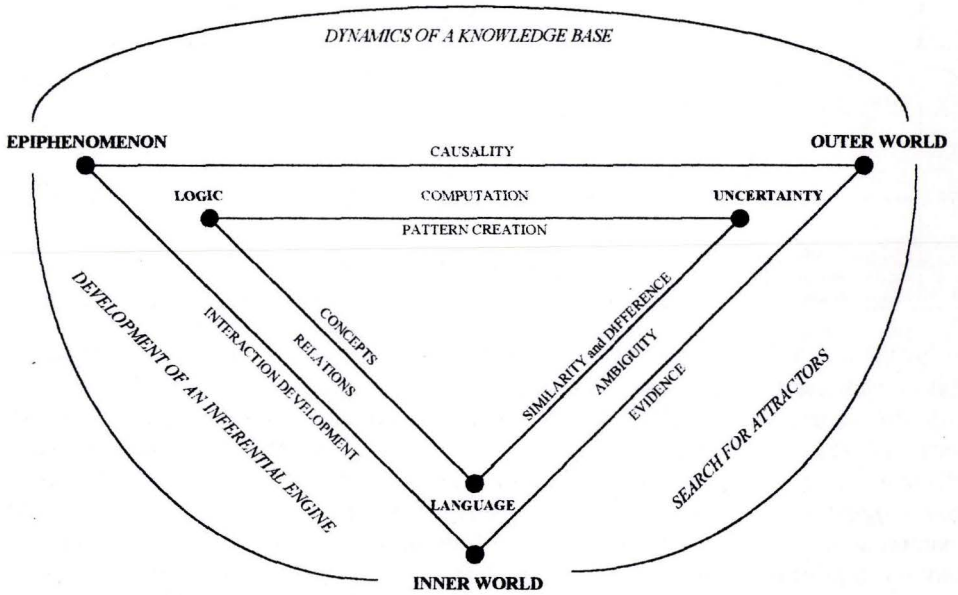 DYNAMICS OF A KNOWLEDGE BASE
EPIPHENOMENON
OUTER WORLD
CAUSALITY
LOGIC
COMPUTATION
UNCERTAINTY
PATTERN CREATION
DEVELOPMENT OF AN INFERENTIAL ENGINE
INTERACTION DEVELOPMENT
RELATIONS
CONCEPTS
SIMILARITY and DIFFERENCE
AMBIGUITY
EVIDENCE
SEARCH FOR ATTRACTORS
LANGUAGE
INNER WORLD